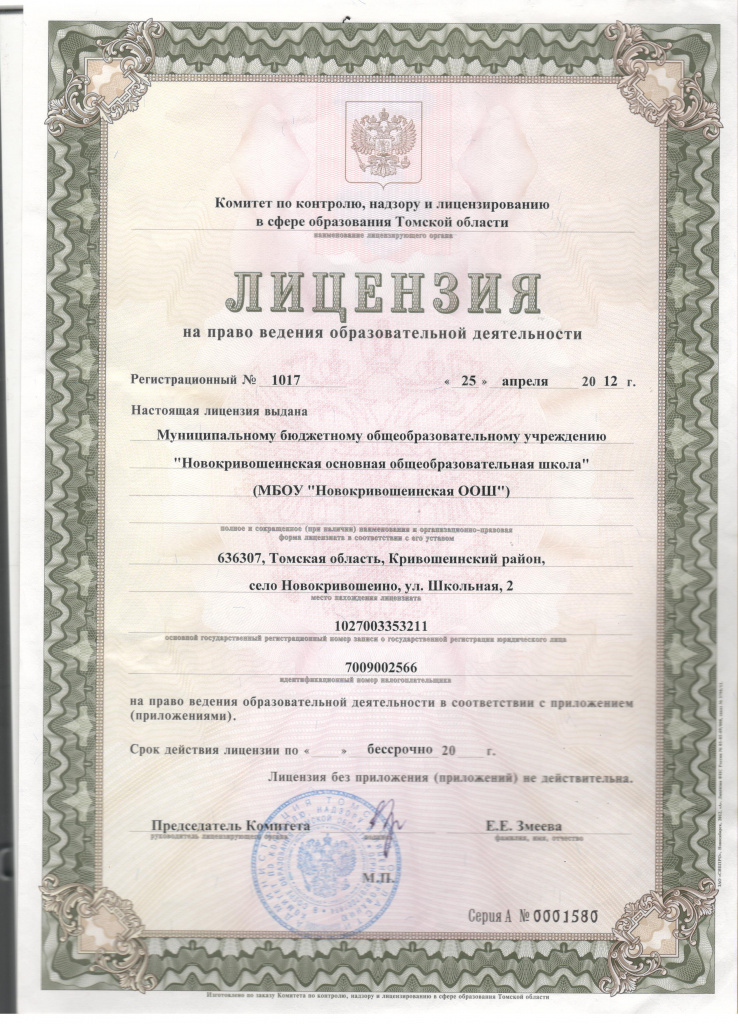 Комитет по контролю, надзору и лицензированию
в сфере образования Томской области
наименование лицензирующего органа
ЛИЦЕНЗИЯ
на право ведения образовательной деятельности
Регистрационный № 1017 « 25 » апреля 20 12 г.
Настоящая лицензия выдана
Муниципальному бюджетному общеобразовательному учреждению
"Новокривошеинская основная общеобразовательная школа"
(МБОУ "Новокривошеинская ООШ")
полное и сокращенное (при наличии) наименования и организационно-правовая
форма лицензиата в соответствии с его уставом
636307, Томская область, Кривошеинский район,
село Новокривошеино, ул. Школьная, 2
место нахождения лицензиата
1027003353211
основной государственный регистрационный номер записи о государственной регистрации юридического лица
7009002566
идентификационный номер налогоплательщика
на право ведения образовательной деятельности в соответствии с приложением
(приложениями).
Срок действия лицензии по « » бессрочно 20 г.
Лицензия без приложения (приложений) не действительна.
Председатель Комитета Е.Е. Змеева
руководитель лицензирующего органа подпись фамилия, имя, отчество
М.П.
Серия А № 0001580
Изготовлено по заказу Комитета по контролю, надзору и лицензированию в сфере образования Томской области